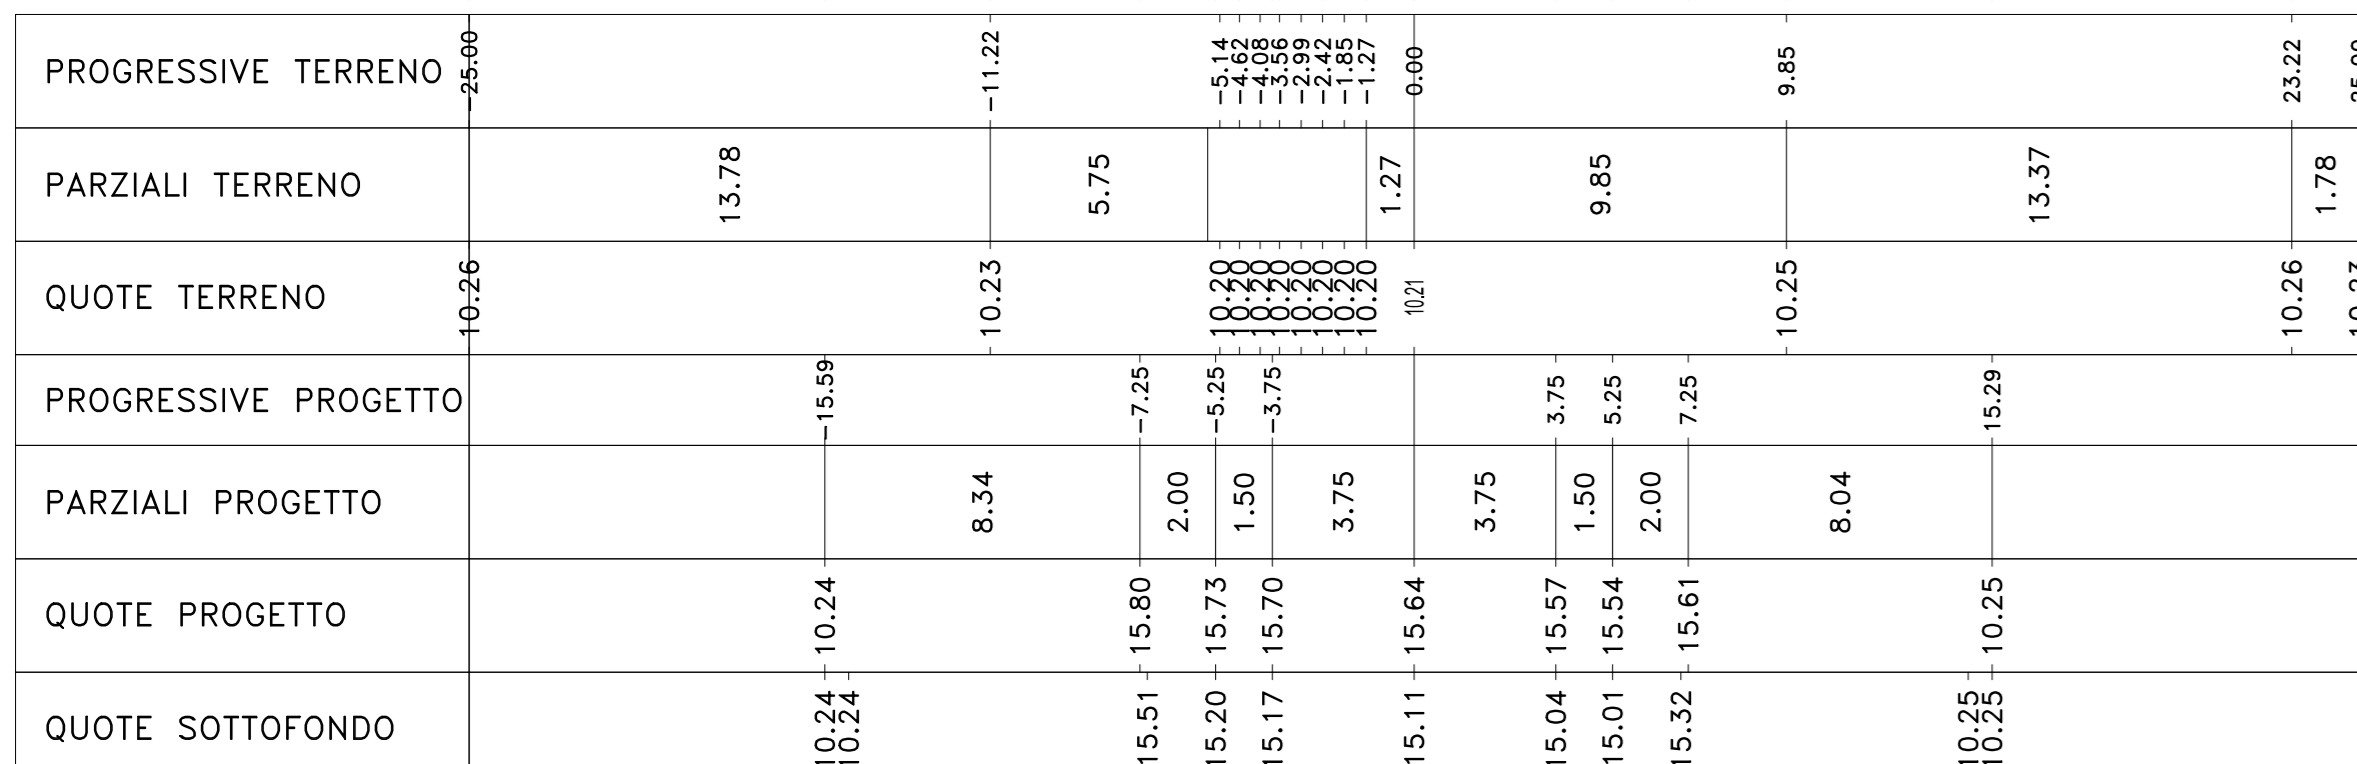 PROGRESSIVE TERRENO -25.00 -11.22 -5.14 -4.62 -4.08 -3.56 -2.99 -2.42 -1.85 -1.27 0.00 9.85 23.22
PARZIALI TERRENO 13.78 5.75 1.27 9.85 13.37 1.78
QUOTE TERRENO 10.26 10.23 10.20 10.20 10.20 10.20 10.20 10.20 10.20 10.20 10.21 10.25 10.26
PROGRESSIVE PROGETTO -15.59 -7.25 -5.25 -3.75 3.75 5.25 7.25 15.29
PARZIALI PROGETTO 8.34 2.00 1.50 3.75 3.75 1.50 2.00 8.04
QUOTE PROGETTO 10.24 15.80 15.73 15.70 15.64 15.57 15.54 15.61 10.25
QUOTE SOTTOFONDO 10.24 10.24 15.51 15.20 15.17 15.11 15.04 15.01 15.32 10.25 10.25